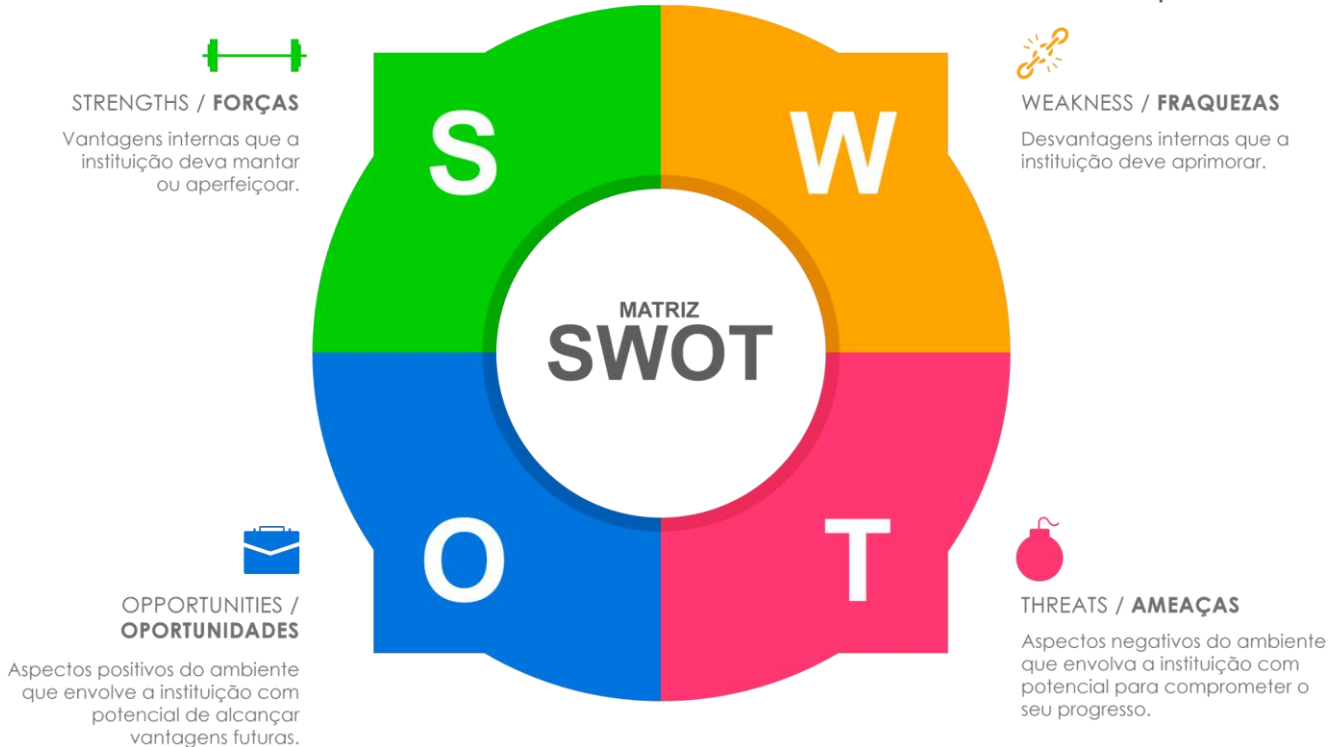 STRENGTHS / FORÇAS
Vantagens internas que a
instituição deva mantar
ou aperfeiçoar.
S
W
WEAKNESS / FRAQUEZAS
Desvantagens internas que a
instituição deve aprimorar.
MATRIZ
SWOT
OPPORTUNITIES /
OPORTUNIDADES
Aspectos positivos do ambiente
que envolve a instituição com
potencial de alcançar
vantagens futuras.
O
T
THREATS / AMEAÇAS
Aspectos negativos do ambiente
que envolva a instituição com
potencial para comprometer o
seu progresso.